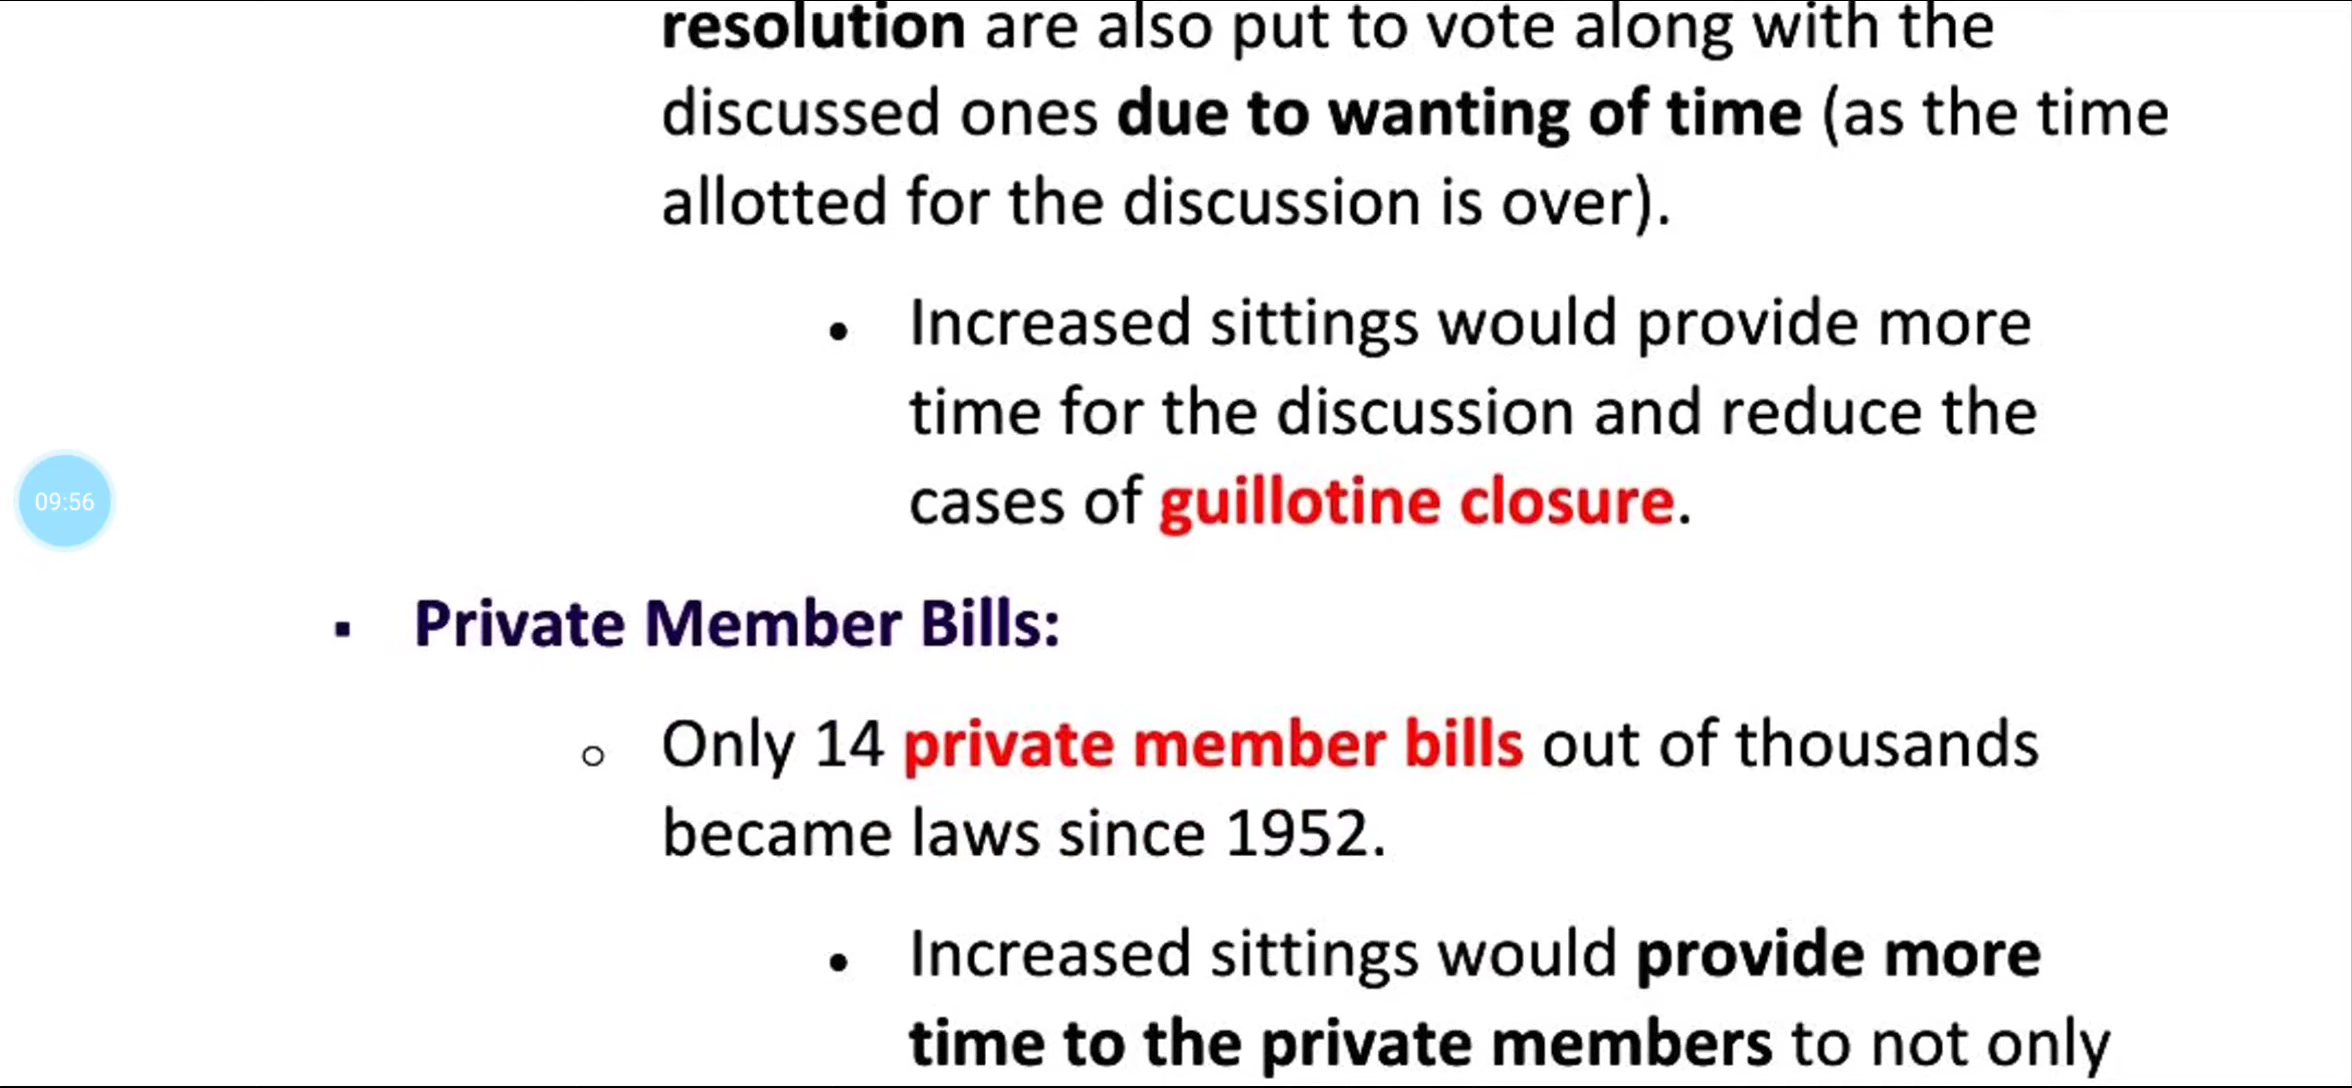 resolution are also put to vote along with the
discussed ones due to wanting of time (as the time
allotted for the discussion is over).
• Increased sittings would provide more
time for the discussion and reduce the
cases of guillotine closure.
09:56
▪ Private Member Bills:
o Only 14 private member bills out of thousands
became laws since 1952.
• Increased sittings would provide more
time to the private members to not only